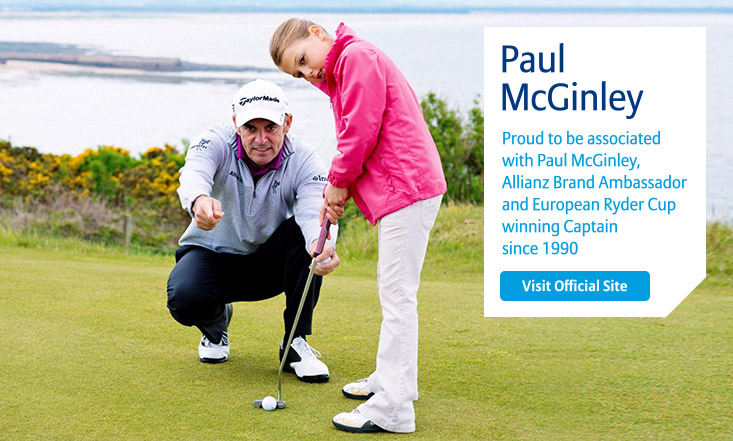 Paul
McGinley
Proud to be associated
with Paul McGinley,
Allianz Brand Ambassador
and European Ryder Cup
winning Captain
since 1990
Visit Official Site
TaylorMade